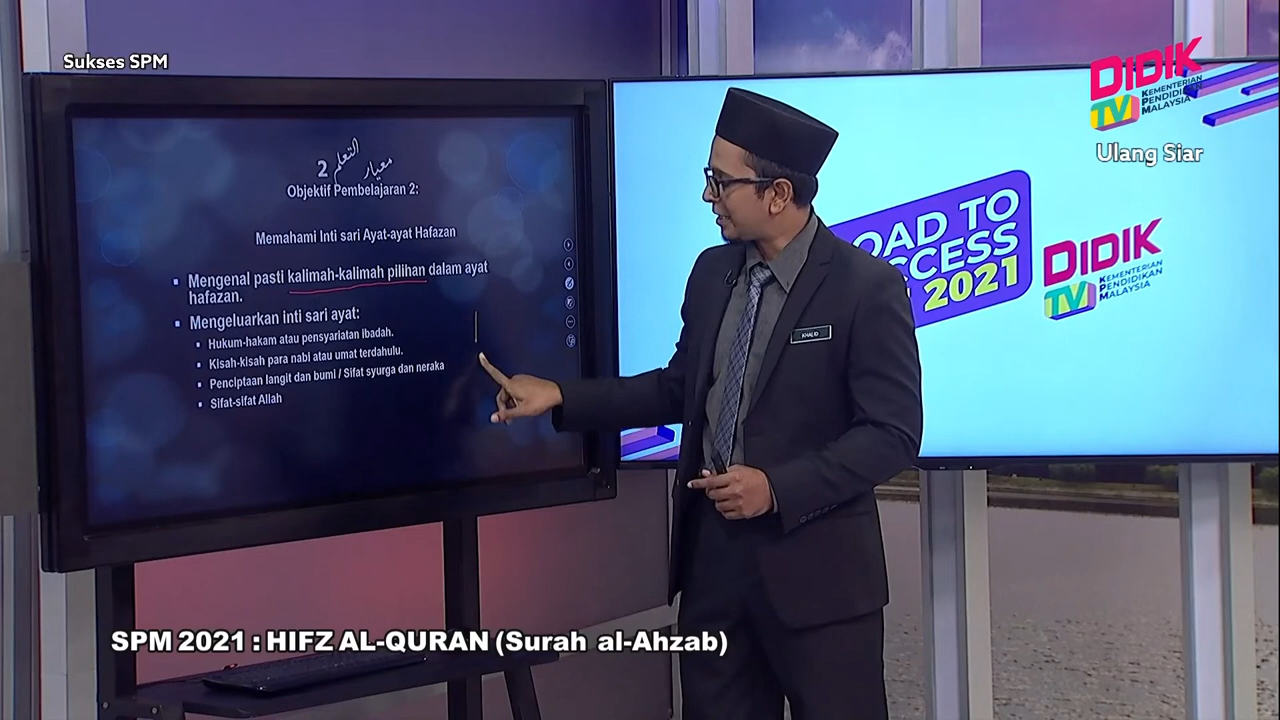 Sukses SPM
معيار التعلم 2
Objektif Pembelajaran 2:
Memahami Inti sari Ayat-ayat Hafazan
Mengenal pasti kalimah-kalimah pilihan dalam ayat
hafazan.
Mengeluarkan inti sari ayat:
Hukum-hakam atau pensyariatan ibadah.
Kisah-kisah para nabi atau umat terdahulu.
Penciptaan langit dan bumi / Sifat syurga dan neraka
Sifat-sifat Allah
OAD TO
CCESS
2021
DIDIK
TV
KEMENTERIAN
PENDIDIKAN
MALAYSIA
DIDIK
TV
KEMENTERIAN
PENDIDIKAN
MALAYSIA
Ulang Siar
KHALID
SPM 2021 : HIFZ AL-QURAN (Surah al-Ahzab)